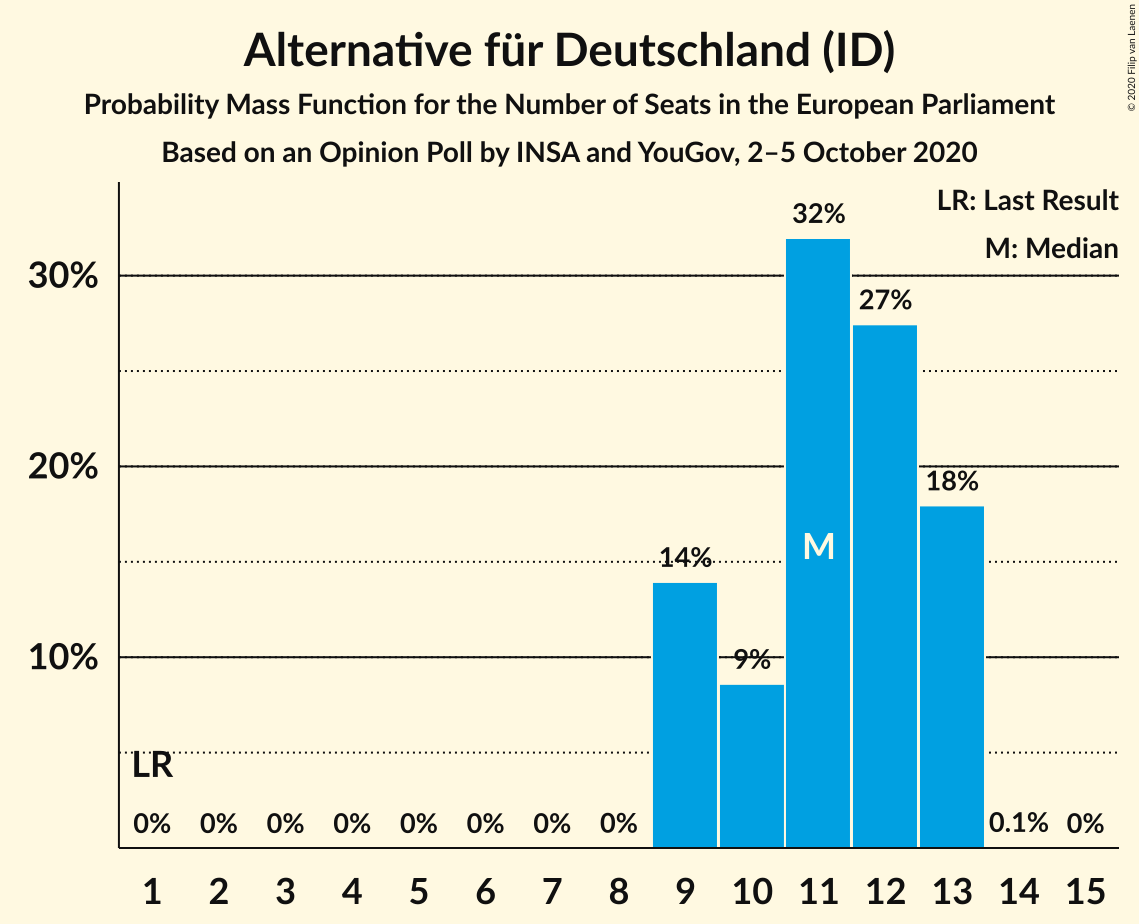 Alternative für Deutschland (ID)
Probability Mass Function for the Number of Seats in the European Parliament
Based on an Opinion Poll by INSA and YouGov, 2–5 October 2020
© 2020 Filip van Laenen
LR: Last Result
M: Median
32%
30%
27%
20%
18%
14%
M
10%
9%
LR
0% 0% 0% 0% 0% 0% 0% 0% 0.1% 0%
1 2 3 4 5 6 7 8 9 10 11 12 13 14 15